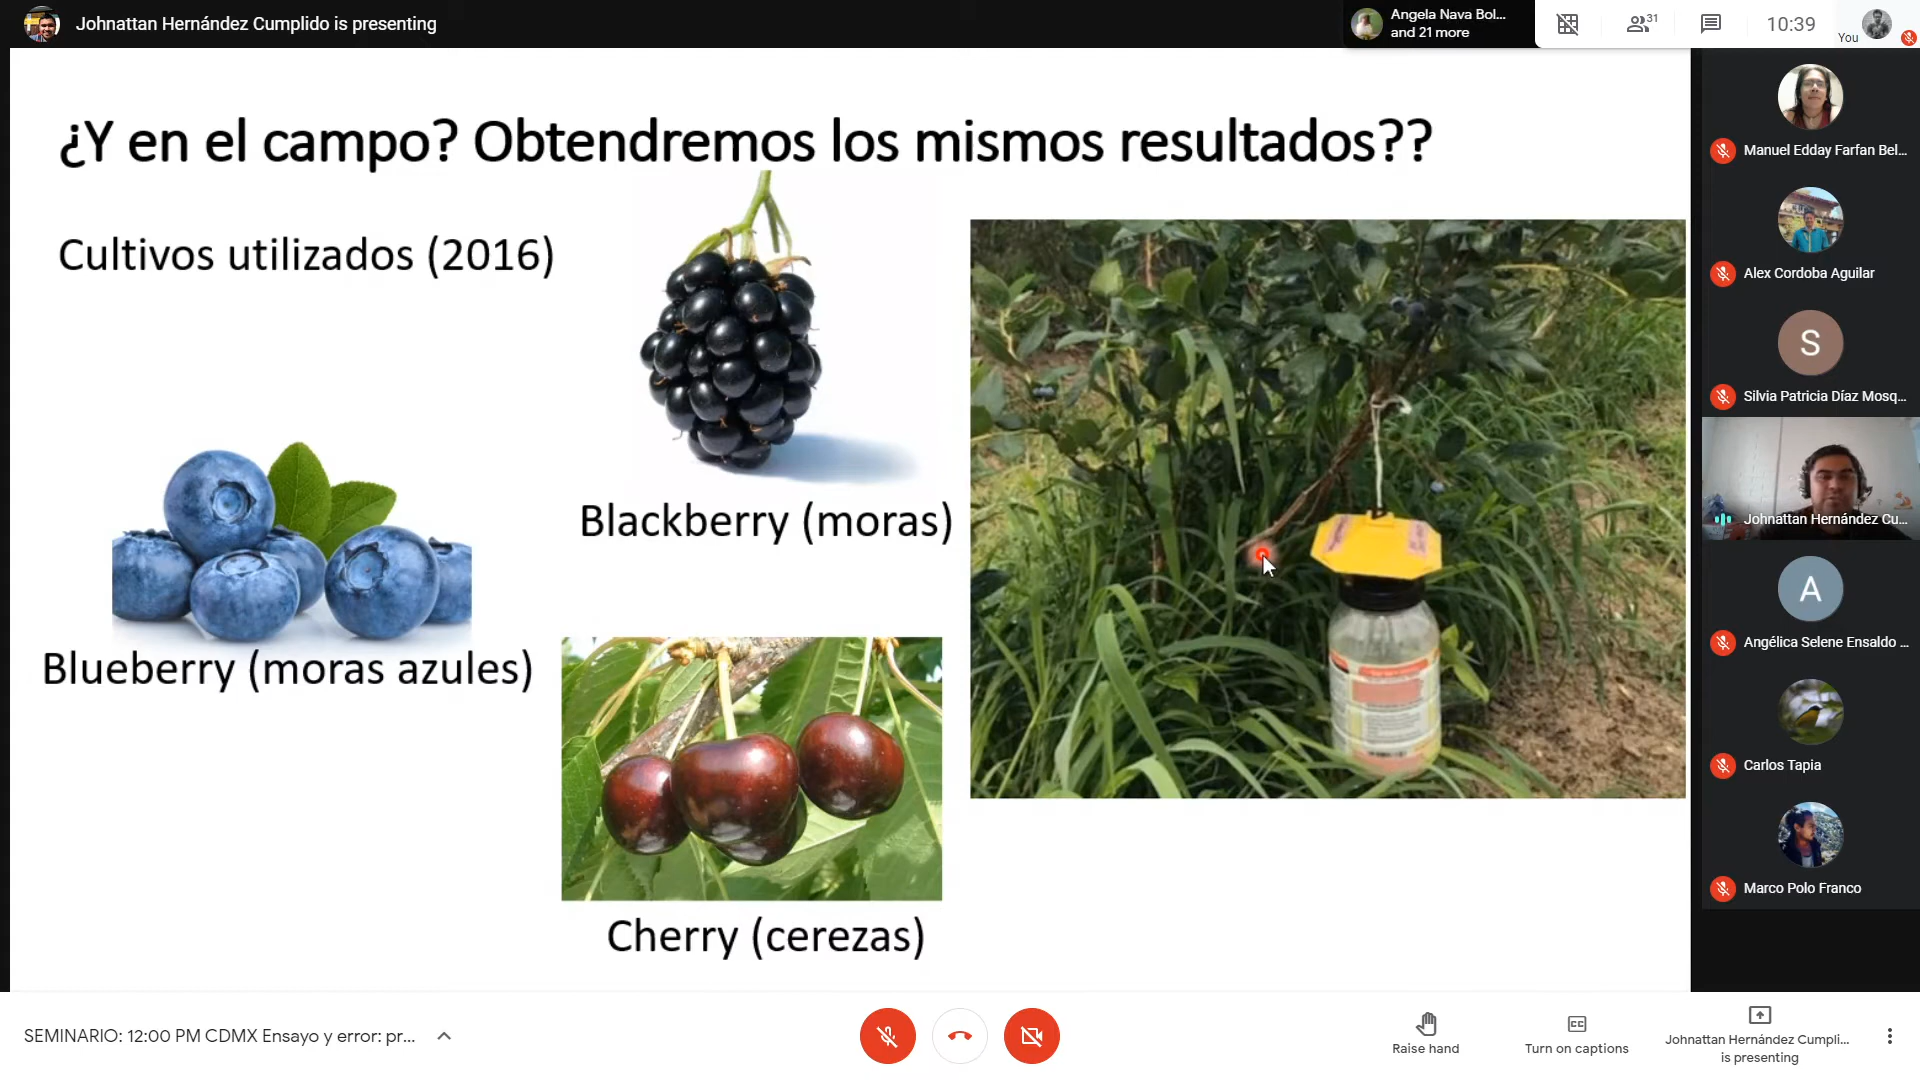 Johnattan Hernández Cumplido is presenting
Angela Nava Bol...
and 21 more
31
10:39
You
¿Y en el campo? Obtendremos los mismos resultados??
Cultivos utilizados (2016)
Blackberry (moras)
Blueberry (moras azules)
Cherry (cerezas)
Manuel Edday Farfan Bel...
Alex Cordoba Aguilar
S
Silvia Patricia Díaz Mosq...
Johnattan Hernández Cu...
A
Angélica Selene Ensaldo ...
Carlos Tapia
Marco Polo Franco
SEMINARIO: 12:00 PM CDMX Ensayo y error: pr...
Raise hand
Turn on captions
Johnattan Hernández Cumpli...
is presenting